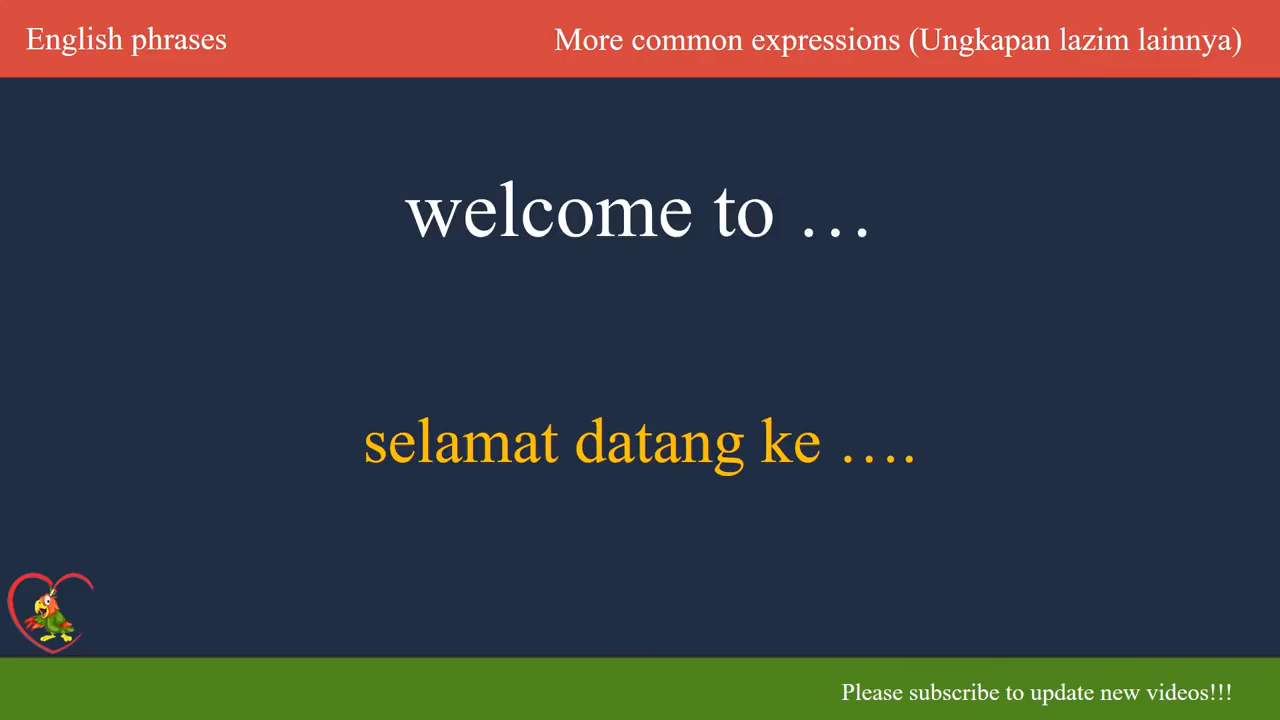 English phrases
More common expressions (Ungkapan lazim lainnya)
welcome to …
selamat datang ke ….
Please subscribe to update new videos!!!